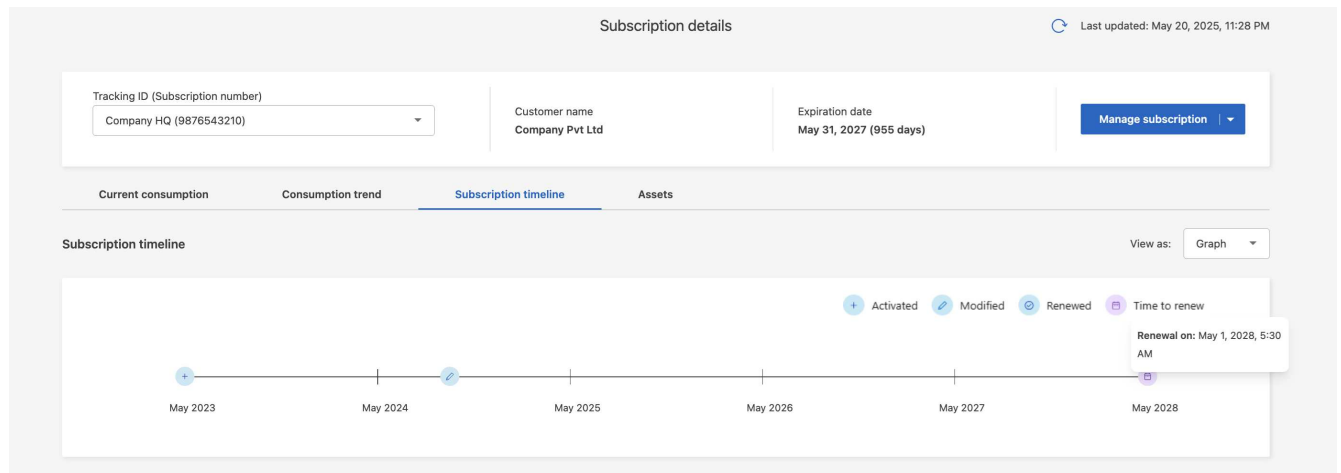 Subscription details
Last updated: May 20, 2025, 11:28 PM
Tracking ID (Subscription number)
Company HQ (9876543210)
Customer name
Company Pvt Ltd
Expiration date
May 31, 2027 (955 days)
Manage subscription
Current consumption
Consumption trend
Subscription timeline
Assets
Subscription timeline
View as:
Graph
Activated
Modified
Renewed
Time to renew
Renewal on: May 1, 2028, 5:30
AM
May 2023
May 2024
May 2025
May 2026
May 2027
May 2028